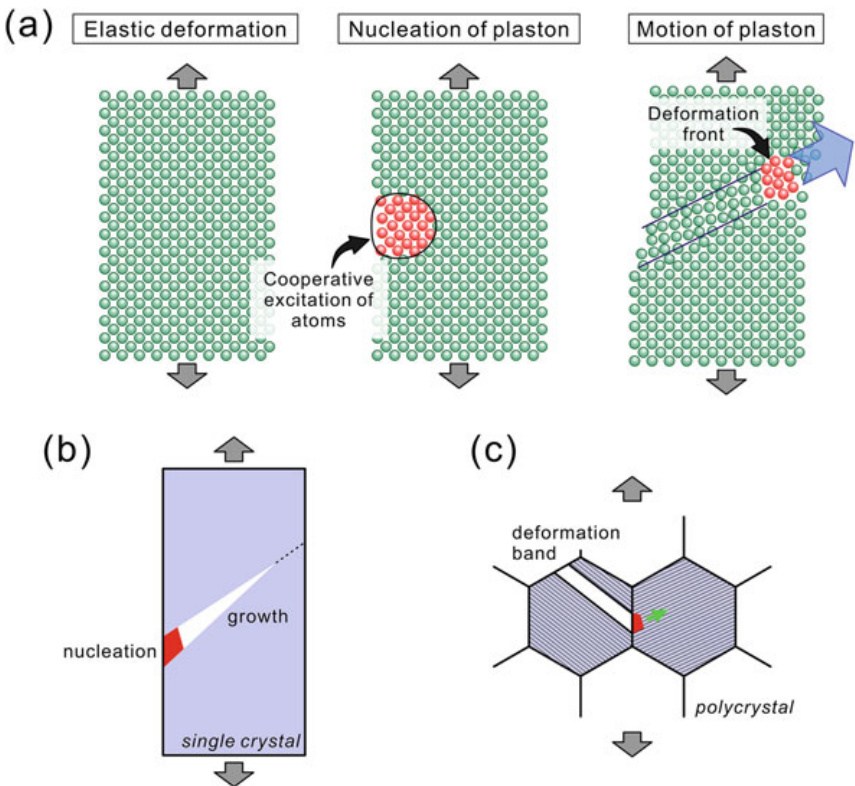 (a)
Elastic deformation
Nucleation of plaston
Motion of plaston
Deformation
front
Cooperative
excitation of
atoms
(b)
nucleation
growth
single crystal
(c)
deformation
band
polycrystal